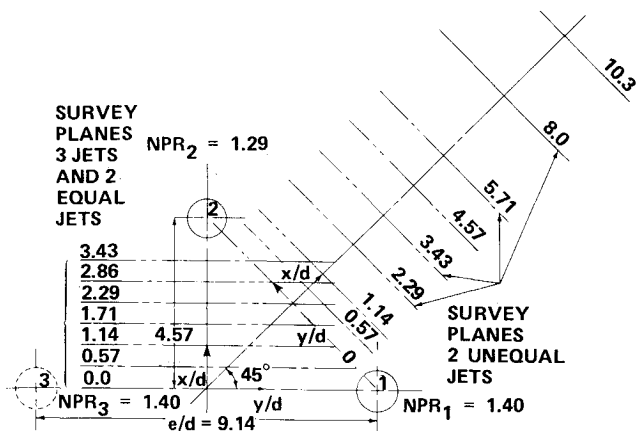 SURVEY
PLANES
3 JETS
AND 2
EQUAL
JETS
NPR2 = 1.29
10.3
8.0
5.71
4.57
3.43
2.29
1.14
0.57
0
2
3.43
2.86
2.29
1.71
1.14
0.57
0.0
x/d
4.57
y/d
SURVEY
PLANES
2 UNEQUAL
JETS
3
x/d
45°
1
NPR3 = 1.40
y/d
NPR1 = 1.40
e/d = 9.14